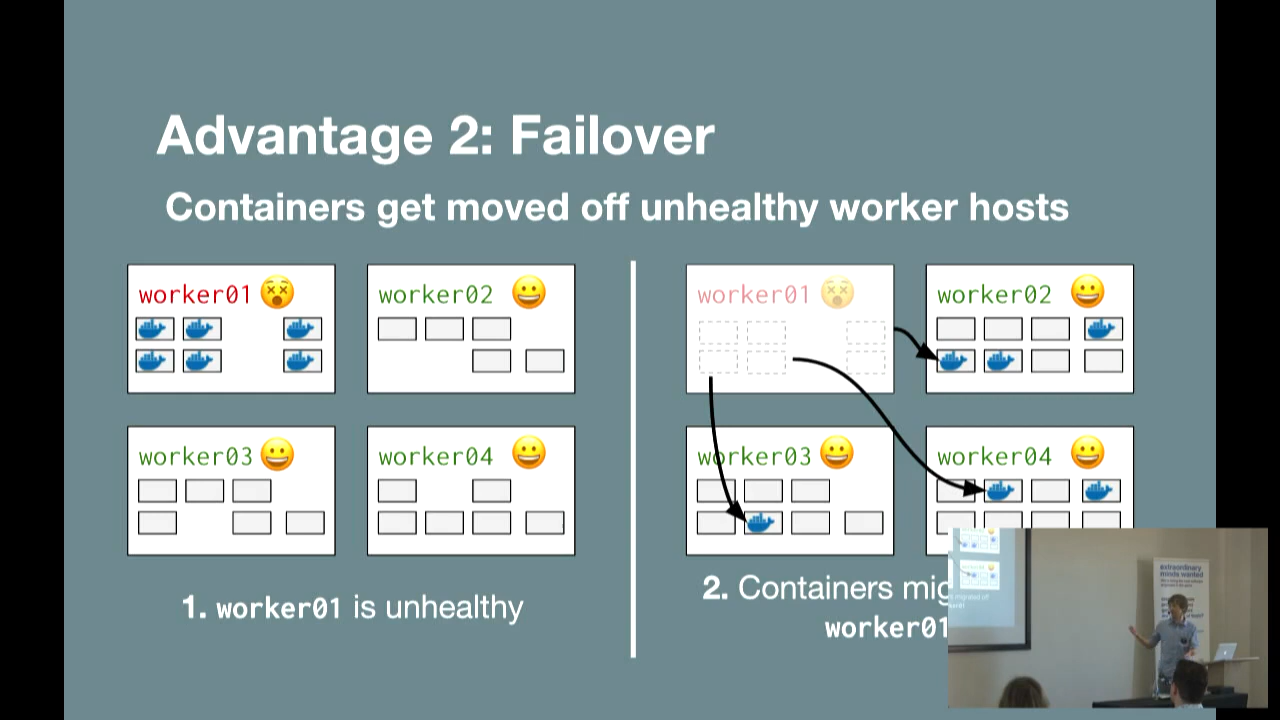 Advantage 2: Failover
Containers get moved off unhealthy worker hosts
worker01
worker02
worker03
worker04
1. worker01 is unhealthy
worker01
worker02
worker03
worker04
2. Containers mig
worker01
extraordinary
minds wanted